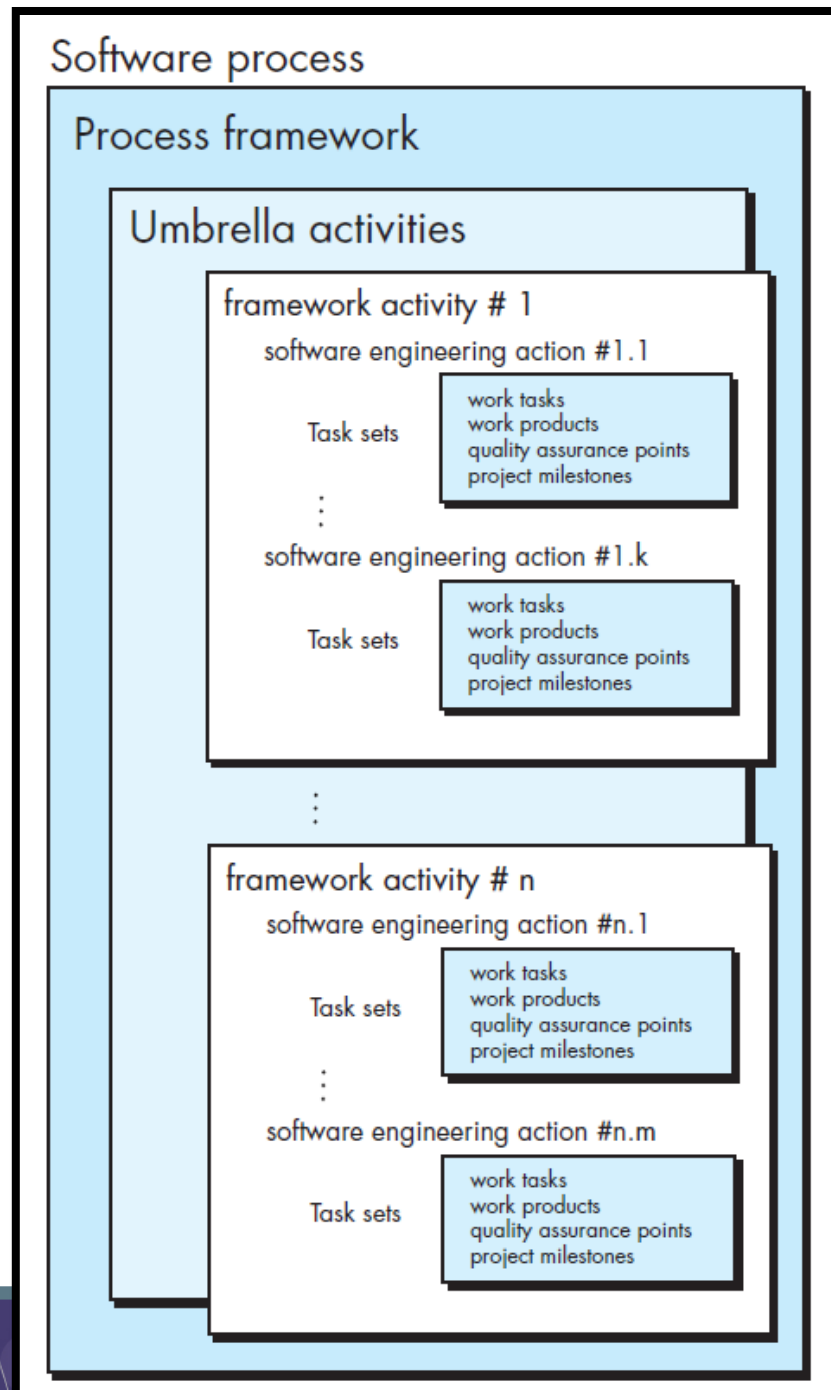 Software process
Process framework
Umbrella activities
framework activity # 1
software engineering action #1.1
Task sets
work tasks
work products
quality assurance points
project milestones
software engineering action #1.k
Task sets
work tasks
work products
quality assurance points
project milestones
framework activity # n
software engineering action #n.1
Task sets
work tasks
work products
quality assurance points
project milestones
software engineering action #n.m
Task sets
work tasks
work products
quality assurance points
project milestones